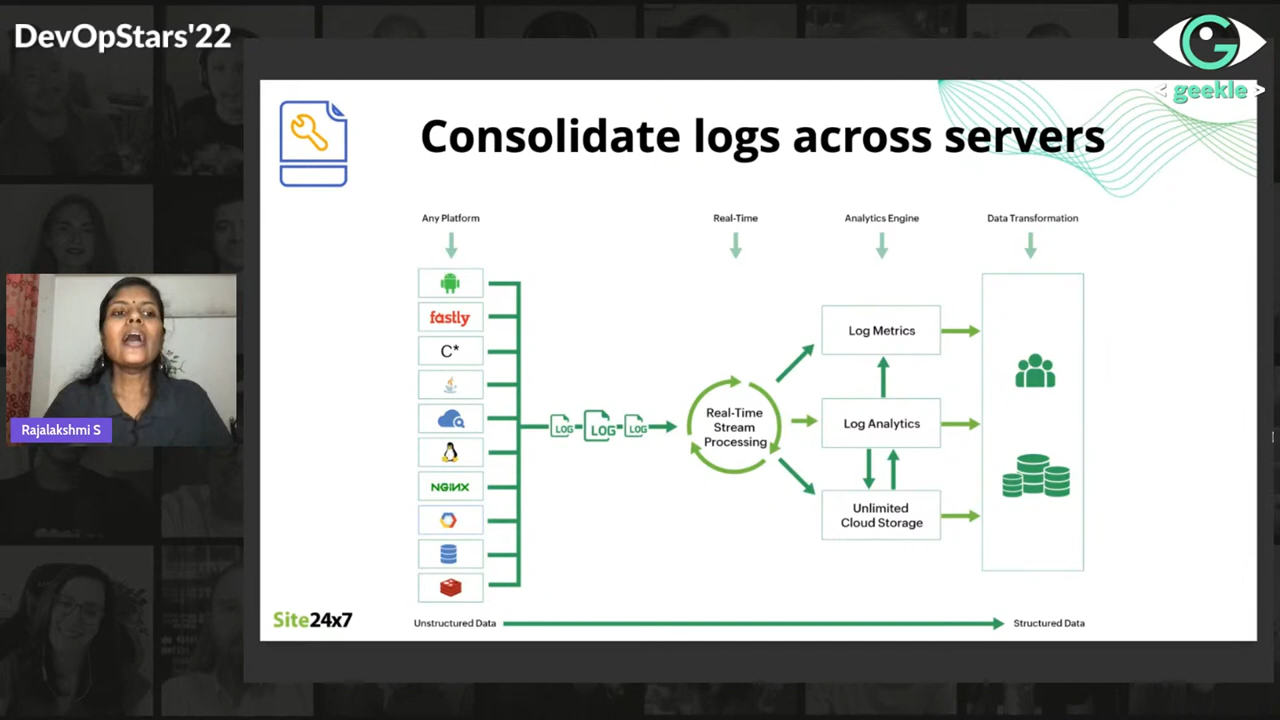 DevOpStars'22
G
< geekle >
Consolidate logs across servers
Any Platform
Real-Time
Analytics Engine
Data Transformation
fastly
C*
NGINX
LOG
LOG
LOG
Real-Time
Stream
Processing
Log Metrics
Log Analytics
Unlimited
Cloud Storage
Rajalakshmi S
Site24x7
Unstructured Data
Structured Data